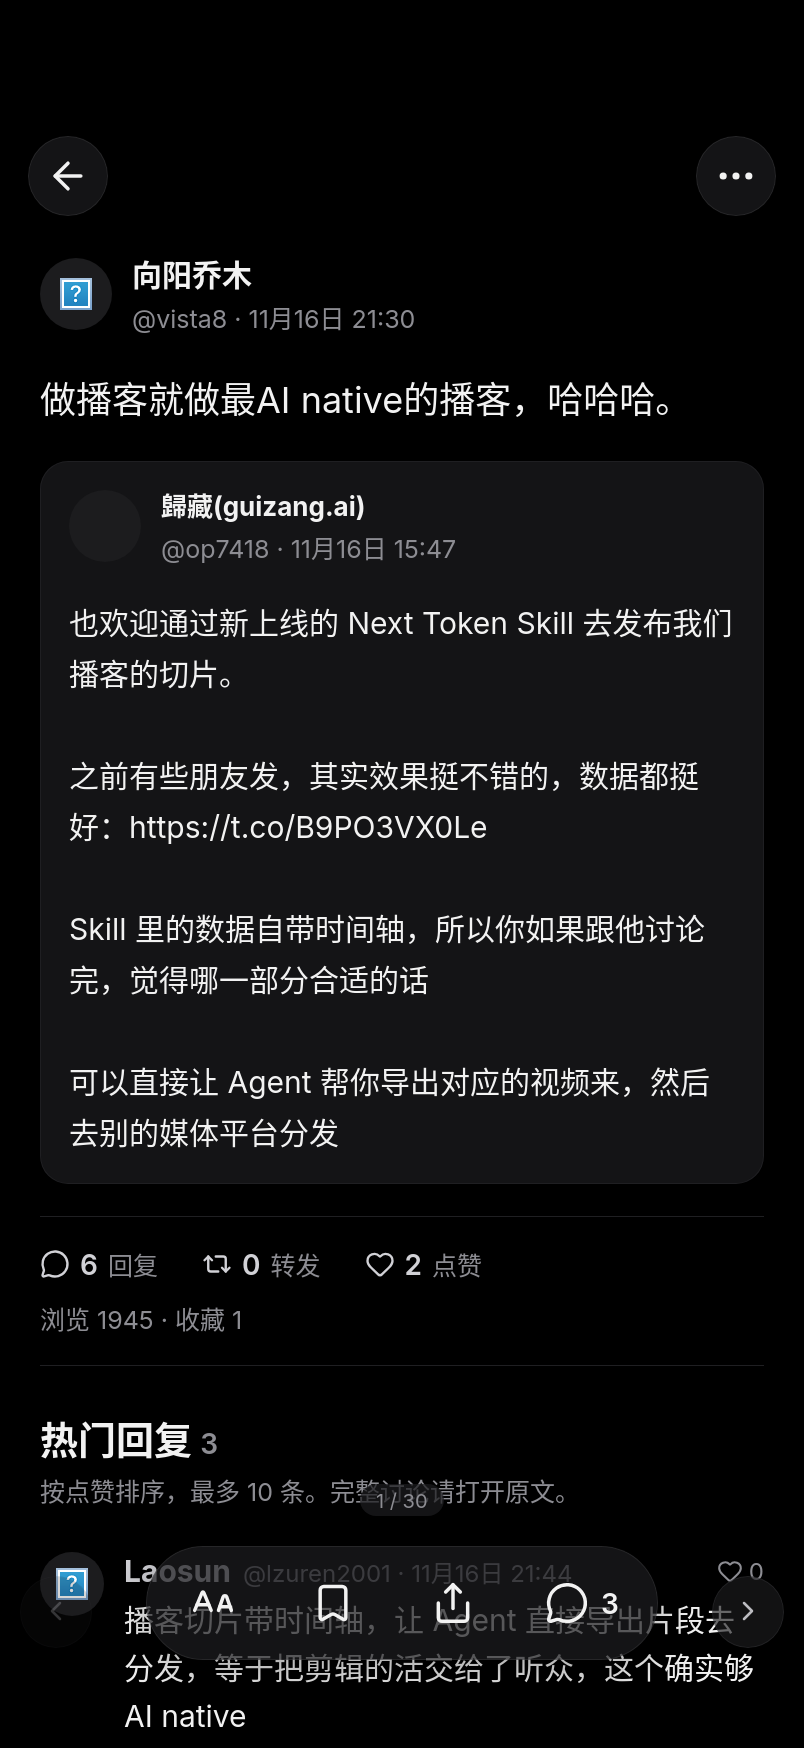 向阳乔木
@vista8 · 11月16日 21:30
做播客就做最AI native的播客，哈哈哈。
歸藏(guizang.ai)
@op7418 · 11月16日 15:47
也欢迎通过新上线的 Next Token Skill 去发布我们
播客的切片。
之前有些朋友发，其实效果挺不错的，数据都挺
好：https://t.co/B9PO3VX0Le
Skill 里的数据自带时间轴，所以你如果跟他讨论
完，觉得哪一部分合适的话
可以直接让 Agent 帮你导出对应的视频来，然后
去别的媒体平台分发
6 回复 0 转发 2 点赞
浏览 1945 · 收藏 1
热门回复 3
按点赞排序，最多 10 条。完整讨论请打开原文。
1 / 30
Laosun @lzuren2001 · 11月16日 21:44 0
AA 3
播客切片带时间轴，让 Agent 直接导出片段去
分发，等于把剪辑的活交给了听众，这个确实够
AI native